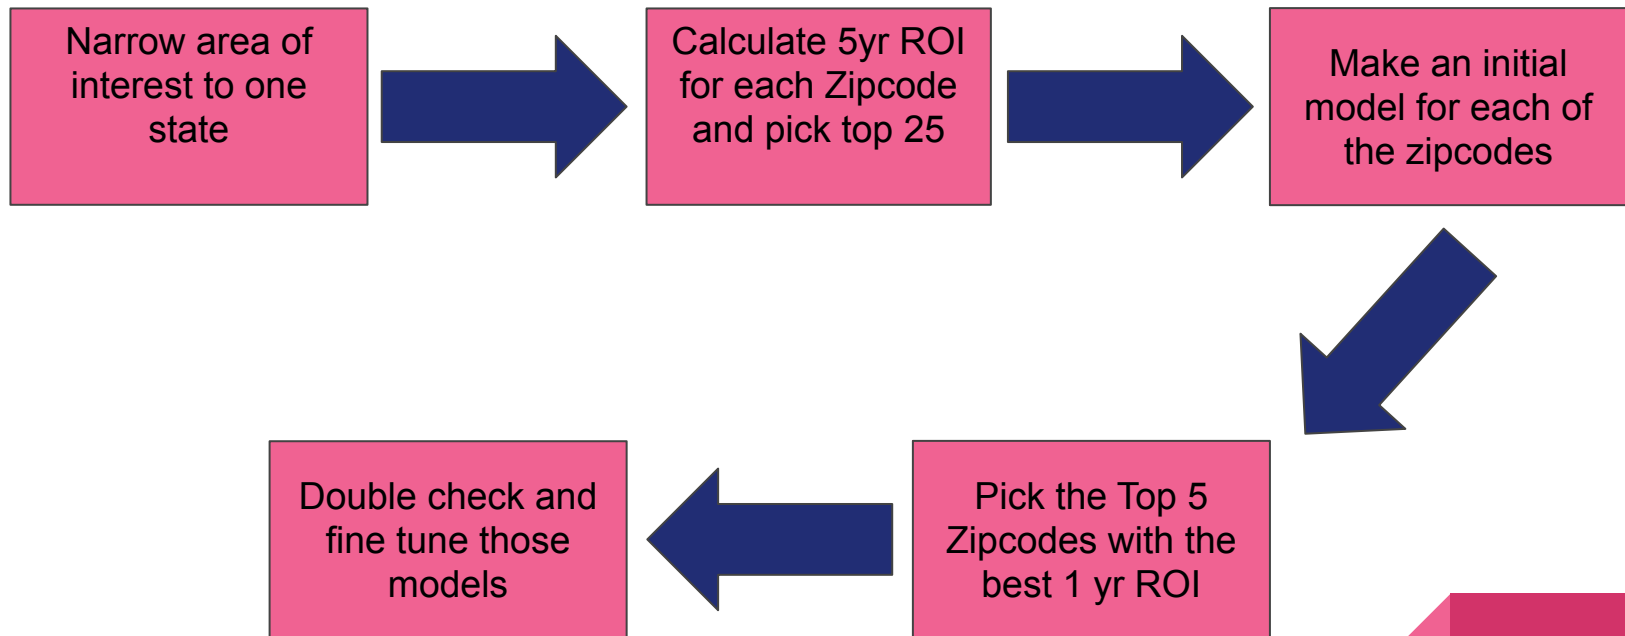 Narrow area of
interest to one
state
Calculate 5yr ROI
for each Zipcode
and pick top 25
Make an initial
model for each of
the zipcodes
Pick the Top 5
Zipcodes with the
best 1 yr ROI
Double check and
fine tune those
models